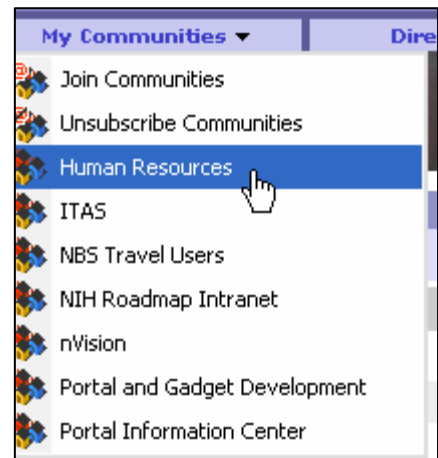 My Communities ▼ Dire
Join Communities
Unsubscribe Communities
Human Resources
ITAS
NBS Travel Users
NIH Roadmap Intranet
nVision
Portal and Gadget Development
Portal Information Center